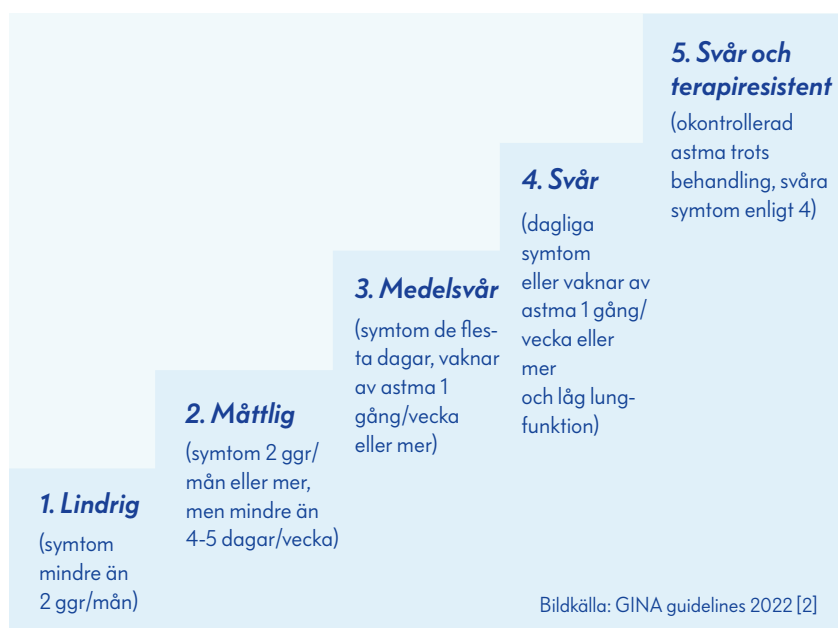 1. Lindrig
(symtom
mindre än
2 ggr/mån)
2. Måttlig
(symtom 2 ggr/
mån eller mer,
men mindre än
4-5 dagar/vecka)
3. Medelsvår
(symtom de fles-
ta dagar, vaknar
av astma 1
gång/vecka
eller mer)
4. Svår
(dagliga
symtom
eller vaknar av
astma 1 gång/
vecka eller
mer
och låg lung-
funktion)
5. Svår och
terapiresistent
(okontrollerad
astma trots
behandling, svåra
symtom enligt 4)
Bildkälla: GINA guidelines 2022 [2]